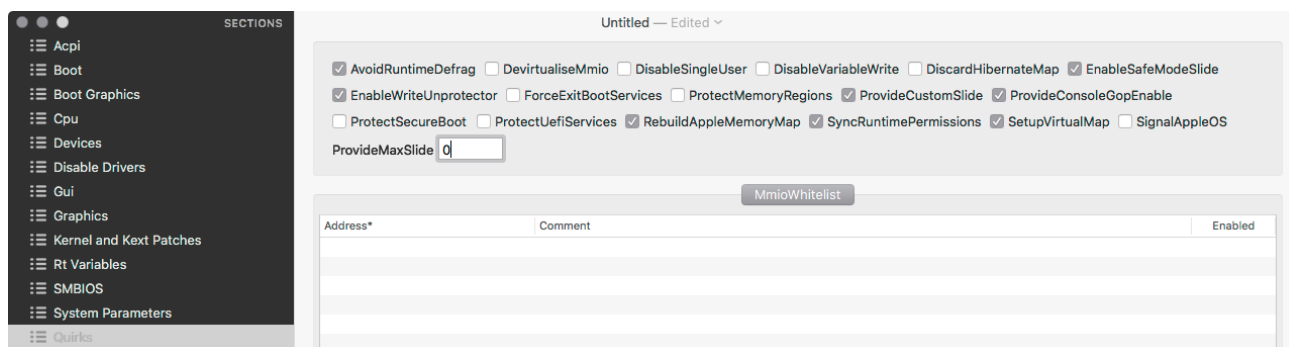 SECTIONS
Untitled — Edited
Acpi
Boot
Boot Graphics
Cpu
Devices
Disable Drivers
Gui
Graphics
Kernel and Kext Patches
Rt Variables
SMBIOS
System Parameters
Quirks
AvoidRuntimeDefrag DevirtualiseMmio DisableSingleUser DisableVariableWrite DiscardHibernateMap EnableSafeModeSlide
EnableWriteUnprotector ForceExitBootServices ProtectMemoryRegions ProvideCustomSlide ProvideConsoleGopEnable
ProtectSecureBoot ProtectUefiServices RebuildAppleMemoryMap SyncRuntimePermissions SetupVirtualMap SignalAppleOS
ProvideMaxSlide 0
MmioWhitelist
Address* Comment Enabled